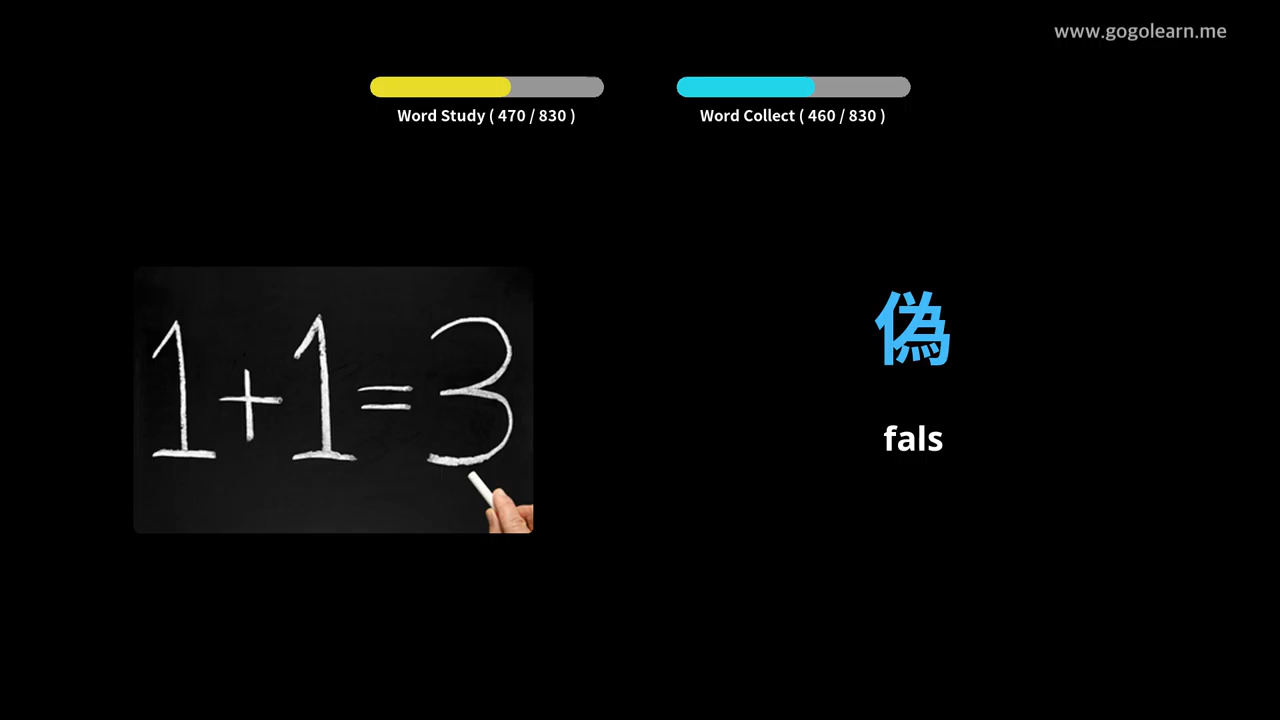 www.gogolearn.me
Word Study ( 470 / 830 )
Word Collect ( 460 / 830 )
1+1=3
偽
fals